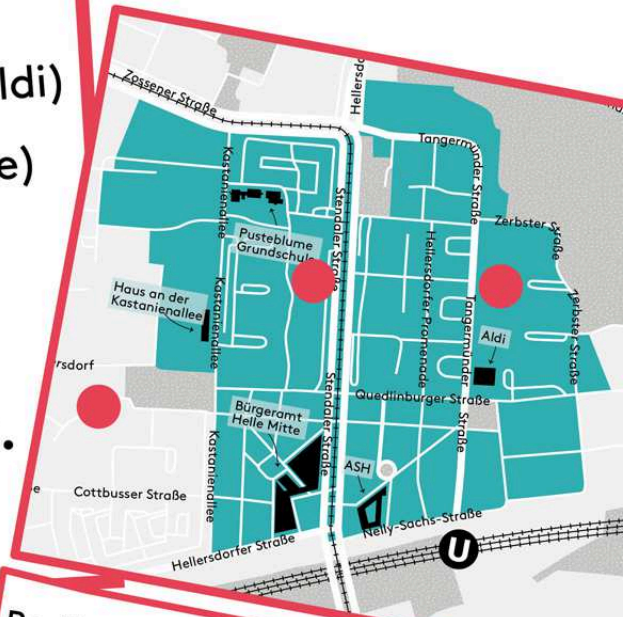 ldi)
e)
.
Zossener Straße
Hellersdo
Tangermünder Straße
Kastanienallee
Stendaler Straße
Zerbster Straße
Pusteblume
Grundschule
Hellersdorfer Promenade
Haus an der
Kastanienallee
Kastanienallee
Tangermünder
Zerbster Straße
Aldi
rsdorf
Stendaler Straße
Quedlinburger Straße
Bürgeramt
Helle Mitte
Straße
Kastanienallee
ASH
e
Cottbusser Straße
Nelly-Sachs-Straße
Hellersdorfer Straße
U